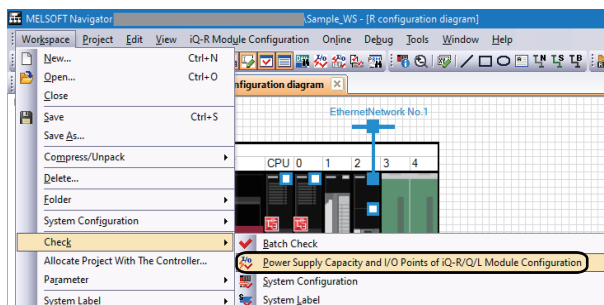 MELSOFT Navigator \Sample_WS - [R configuration diagram]
Workspace Project Edit View iQ-R Module Configuration Online Debug Tools Window Help
New... Ctrl+N
Open... Ctrl+O
Close
Save Ctrl+S
Save As...
Compress/Unpack
Delete...
Folder
System Configuration
Check
Allocate Project With The Controller...
Parameter
System Label
nfiguration diagram
EthernetNetwork No.1
CPU 0 1 2 3 4
Batch Check
Power Supply Capacity and I/O Points of iQ-R/Q/L Module Configuration
System Configuration
System Label